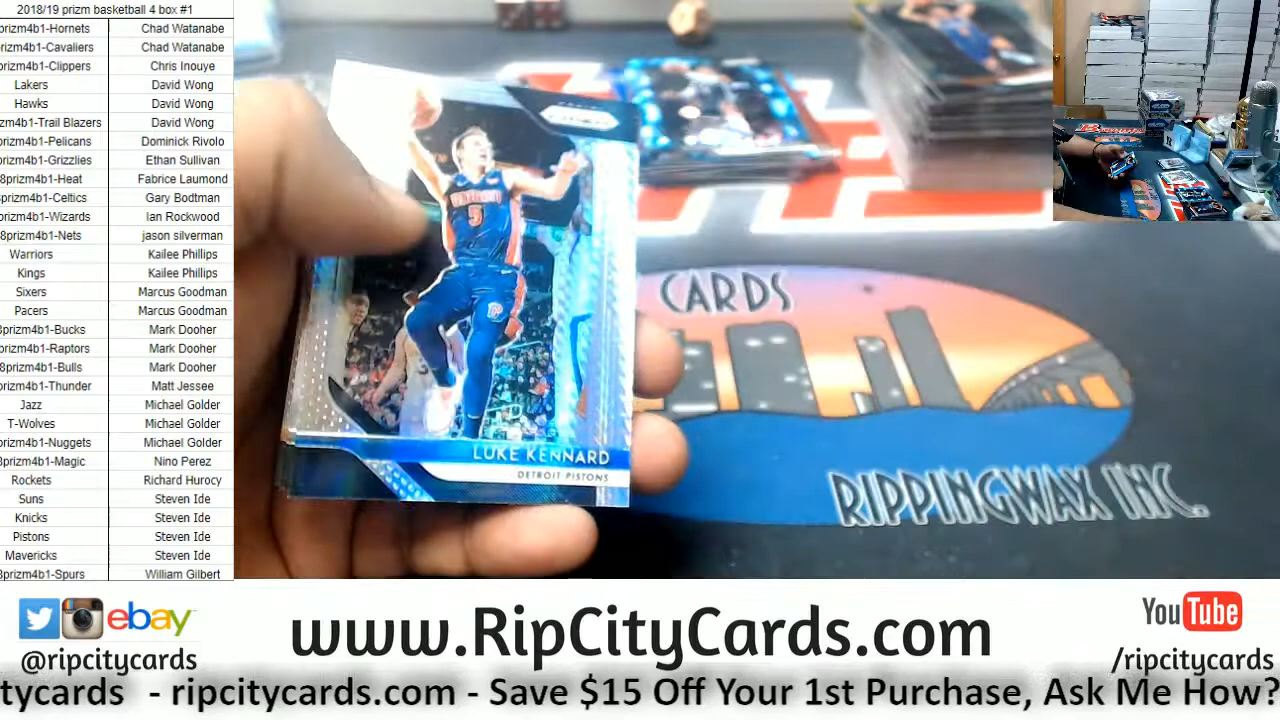 2018/19 prizm basketball 4 box #1
prizm4b1-Hornets Chad Watanabe
rizm4b1-Cavaliers Chad Watanabe
prizm4b1-Clippers Chris Inouye
Lakers David Wong
Hawks David Wong
zm4b1-Trail Blazers David Wong
prizm4b1-Pelicans Dominick Rivolo
prizm4b1-Grizzlies Ethan Sullivan
8prizm4b1-Heat Fabrice Laumond
prizm4b1-Celtics Gary Bodtman
prizm4b1-Wizards Ian Rockwood
8prizm4b1-Nets jason silverman
Warriors Kailee Phillips
Kings Kailee Phillips
Sixers Marcus Goodman
Pacers Marcus Goodman
prizm4b1-Bucks Mark Dooher
prizm4b1-Raptors Mark Dooher
8prizm4b1-Bulls Mark Dooher
prizm4b1-Thunder Matt Jessee
Jazz Michael Golder
T-Wolves Michael Golder
prizm4b1-Nuggets Michael Golder
prizm4b1-Magic Nino Perez
Rockets Richard Hurocy
Suns Steven Ide
Knicks Steven Ide
Pistons Steven Ide
Mavericks Steven Ide
8prizm4b1-Spurs William Gilbert
DETROIT
5
LUKE KENNARD
DETROIT PISTONS
CARDS
RIPPINGWAX INC.
ebay
@ripcitycards
www.RipCityCards.com
YouTube
/ripcitycards
tycards - ripcitycards.com - Save $15 Off Your 1st Purchase, Ask Me How?